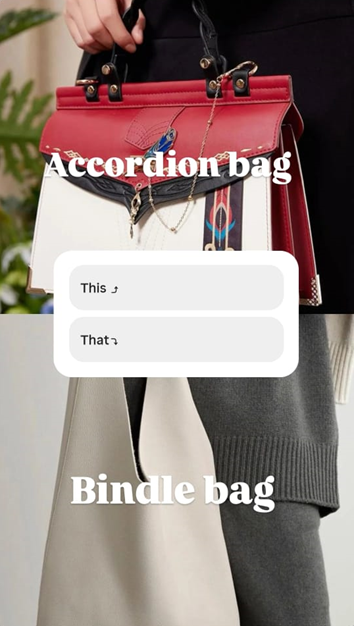 Accordion bag
This ⤴
That ⤵
Bindle bag